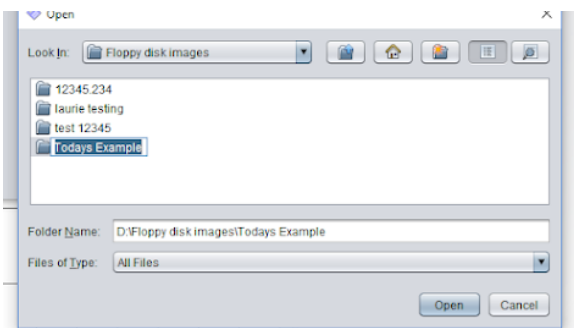 Open
Look In: Floppy disk images
12345.234
laurie testing
test 12345
Todays Example
Folder Name: D:\Floppy disk images\Todays Example
Files of Type: All Files
Open Cancel